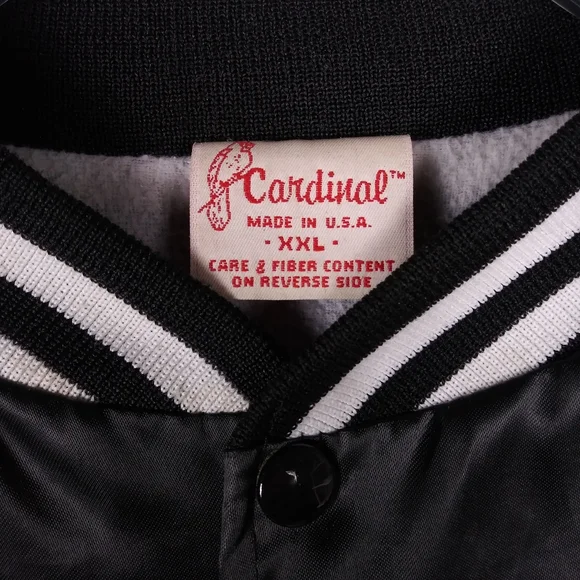 Cardinal™
MADE IN U.S.A.
- XXL -
CARE & FIBER CONTENT
ON REVERSE SIDE